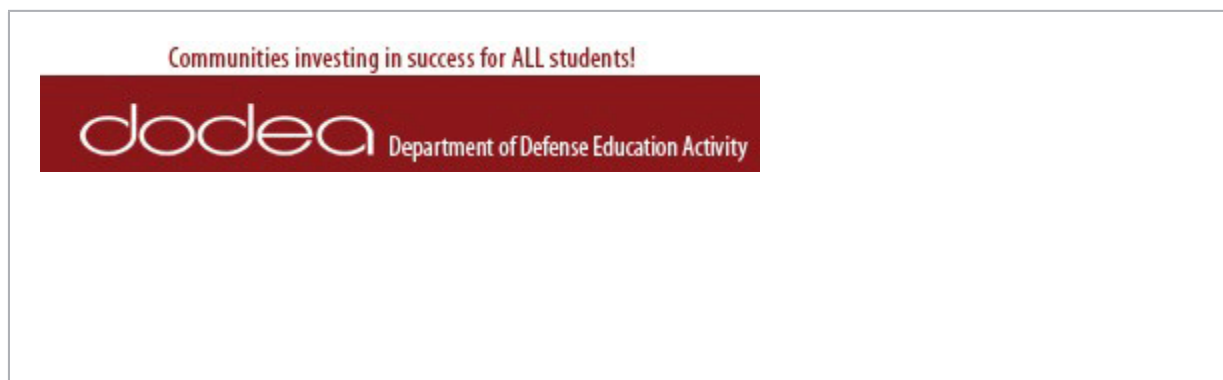 Communities investing in success for ALL students!
dodea Department of Defense Education Activity